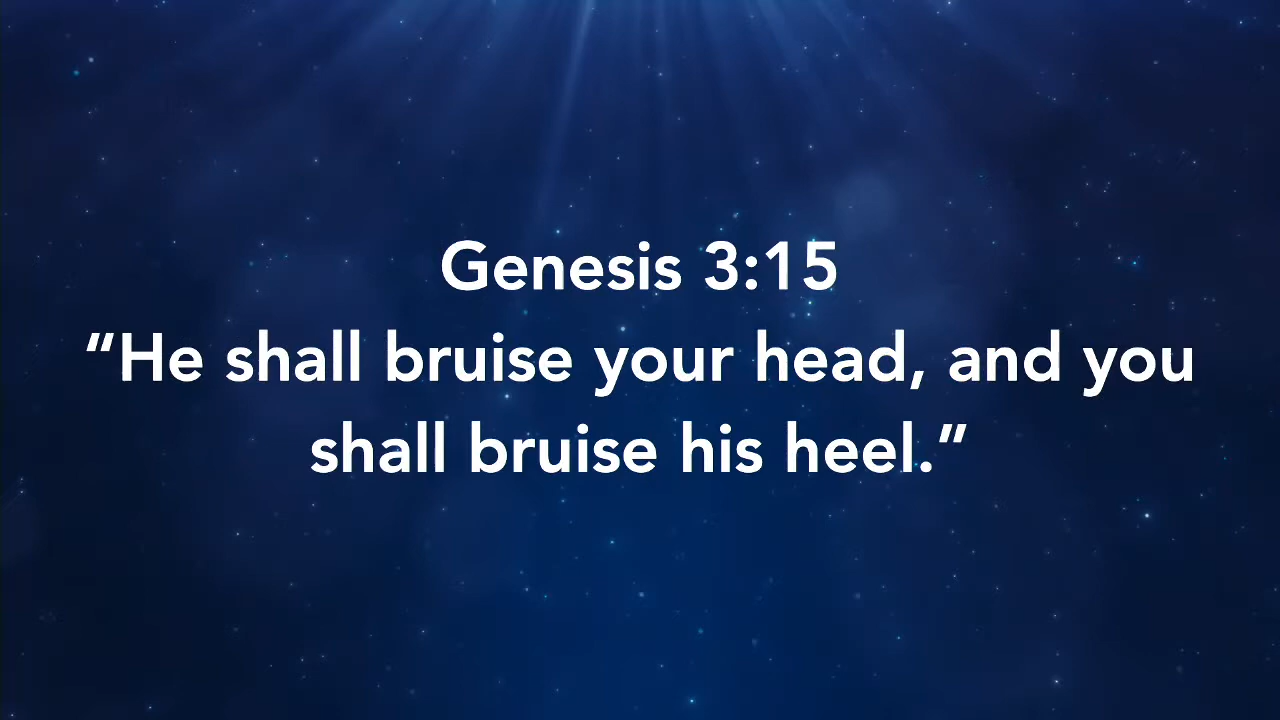 Genesis 3:15
“He shall bruise your head, and you
shall bruise his heel.”